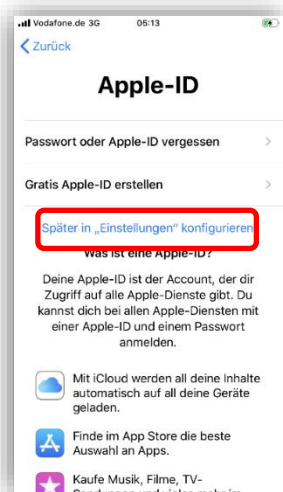 Vodafone.de 3G 05:13
Zurück
Apple-ID
Passwort oder Apple-ID vergessen
Gratis Apple-ID erstellen
Später in „Einstellungen“ konfigurieren
Was ist eine Apple-ID?
Deine Apple-ID ist der Account, der dir
Zugriff auf alle Apple-Dienste gibt. Du
kannst dich bei allen Apple-Diensten mit
einer Apple-ID und einem Passwort
anmelden.
Mit iCloud werden all deine Inhalte
automatisch auf all deine Geräte
geladen.
Finde im App Store die beste
Auswahl an Apps.
Kaufe Musik, Filme, TV-